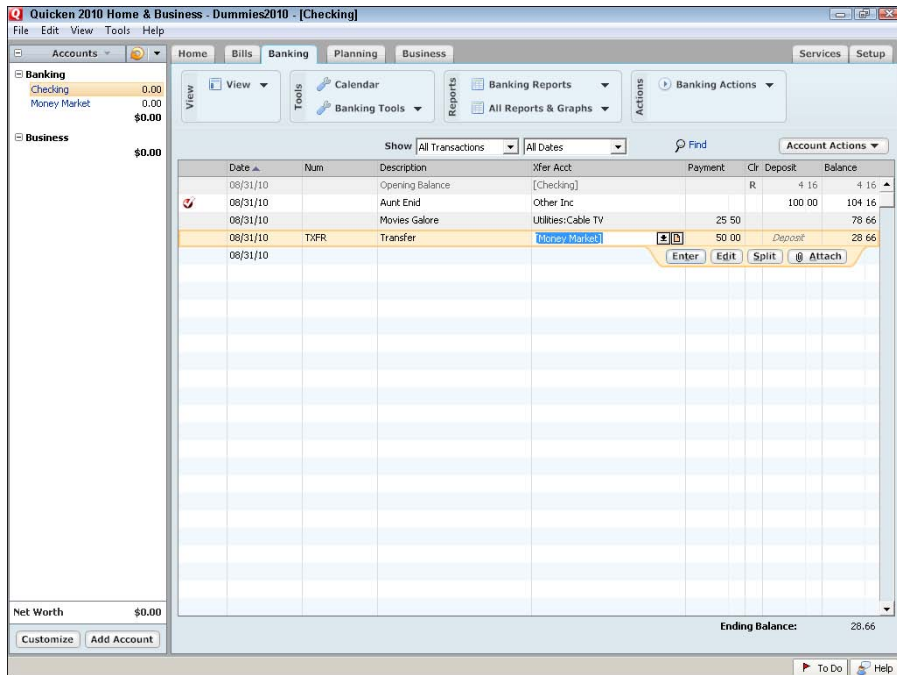 Quicken 2010 Home & Business - Dummies2010 - [Checking]
File Edit View Tools Help
Accounts
Home Bills Banking Planning Business Services Setup
Banking
Checking 0.00
Money Market 0.00
$0.00
Business
$0.00
View
View
Tools
Calendar
Banking Tools
Reports
Banking Reports
All Reports & Graphs
Actions
Banking Actions
Show All Transactions All Dates Find Account Actions
Date Num Description Xfer Acct Payment Clr Deposit Balance
08/31/10 Opening Balance [Checking] R 4 16 4 16
08/31/10 Aunt Enid Other Inc 100 00 104 16
08/31/10 Movies Galore Utilities:Cable TV 25 50 78 66
08/31/10 TXFR Transfer [Money Market] 50 00 Deposit 28 66
08/31/10 Enter Edit Split Attach
Net Worth $0.00
Ending Balance: 28.66
Customize Add Account
To Do Help